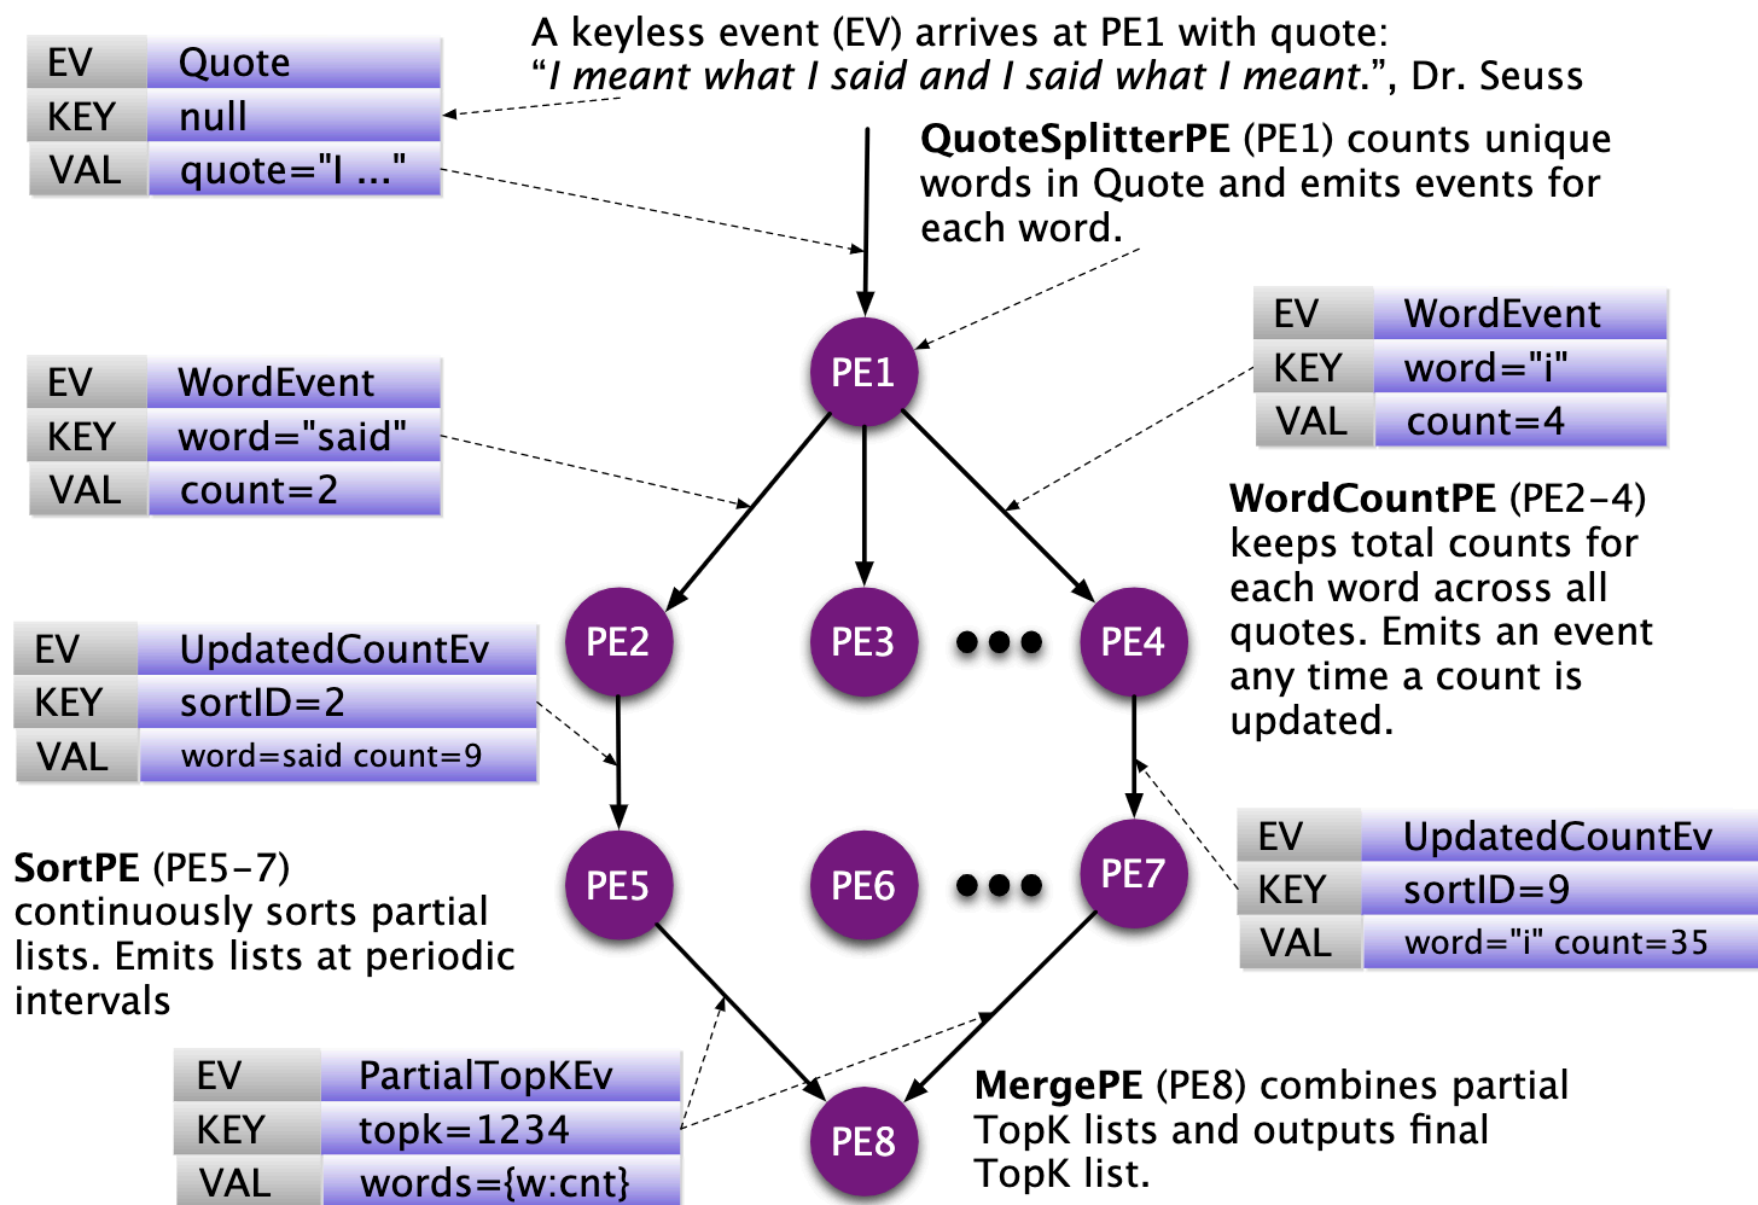 A keyless event (EV) arrives at PE1 with quote:
“I meant what I said and I said what I meant.”, Dr. Seuss
EV Quote
KEY null
VAL quote="I ..."
QuoteSplitterPE (PE1) counts unique
words in Quote and emits events for
each word.
PE1
EV WordEvent
KEY word="said"
VAL count=2
EV WordEvent
KEY word="i"
VAL count=4
WordCountPE (PE2-4)
keeps total counts for
each word across all
quotes. Emits an event
any time a count is
updated.
PE2
PE3
PE4
EV UpdatedCountEv
KEY sortID=2
VAL word=said count=9
EV UpdatedCountEv
KEY sortID=9
VAL word="i" count=35
SortPE (PE5-7)
continuously sorts partial
lists. Emits lists at periodic
intervals
PE5
PE6
PE7
EV PartialTopKEv
KEY topk=1234
VAL words={w:cnt}
PE8
MergePE (PE8) combines partial
TopK lists and outputs final
TopK list.